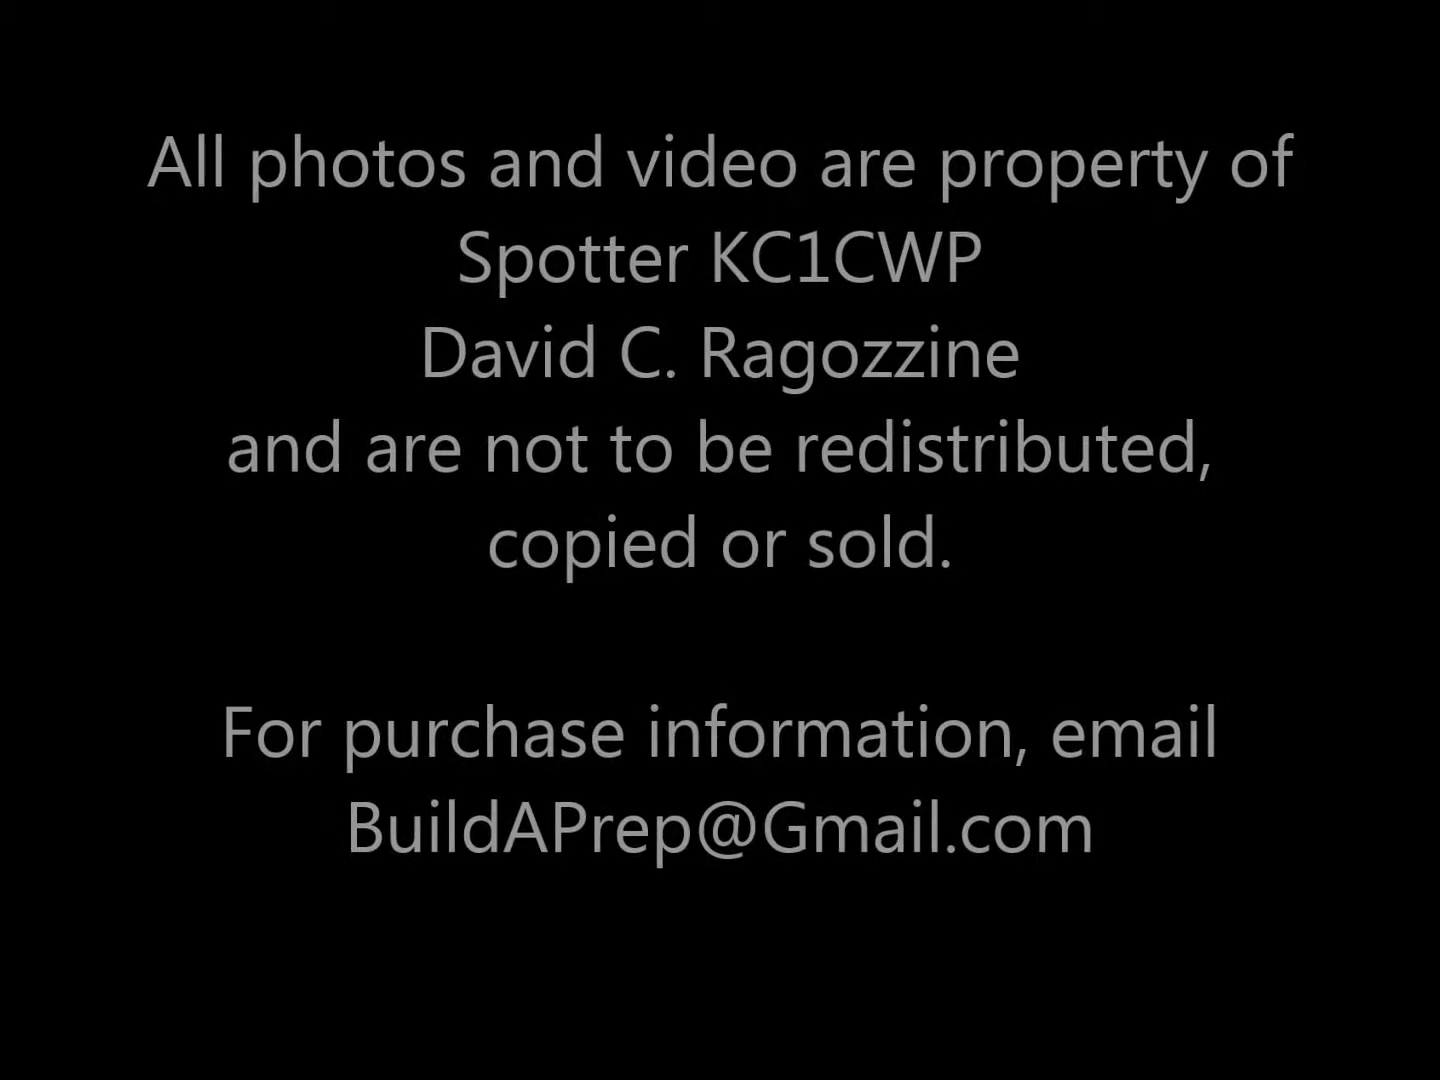 All photos and video are property of
Spotter KC1CWP
David C. Ragozzine
and are not to be redistributed,
copied or sold.
For purchase information, email
BuildAPrep@Gmail.com